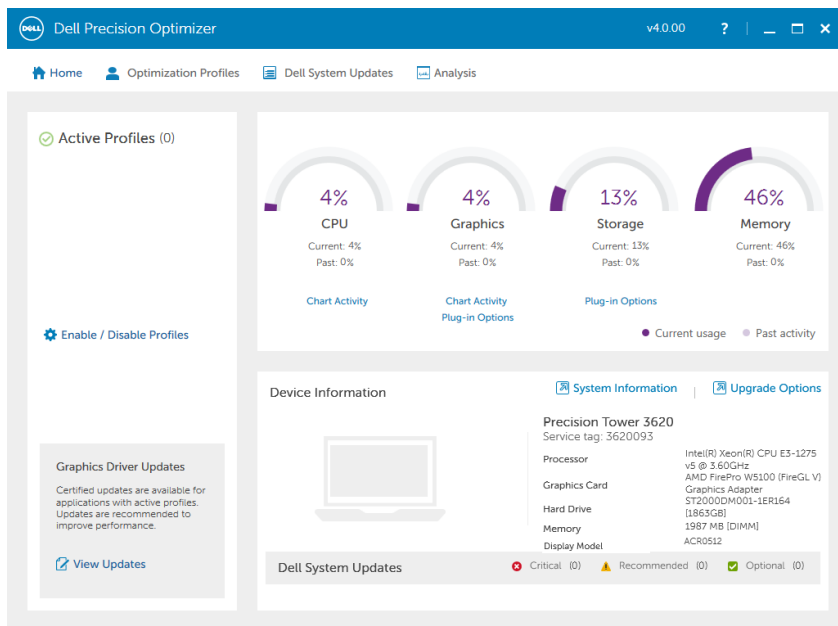 DELL Dell Precision Optimizer v4.0.00 ?
Home Optimization Profiles Dell System Updates Analysis
Active Profiles (0)
Enable / Disable Profiles
Graphics Driver Updates
Certified updates are available for
applications with active profiles.
Updates are recommended to
improve performance.
View Updates
4% 4% 13% 46%
CPU Graphics Storage Memory
Current: 4% Current: 4% Current: 13% Current: 46%
Past: 0% Past: 0% Past: 0% Past: 0%
Chart Activity Chart Activity Plug-in Options
Plug-in Options
Current usage Past activity
Device Information System Information Upgrade Options
Precision Tower 3620
Service tag: 3620093
Processor Intel(R) Xeon(R) CPU E3-1275
v5 @ 3.60GHz
Graphics Card AMD FirePro W5100 (FireGL V)
Graphics Adapter
Hard Drive ST2000DM001-1ER164
[1863GB]
Memory 1987 MB [DIMM]
Display Model ACR0512
Dell System Updates Critical (0) Recommended (0) Optional (0)